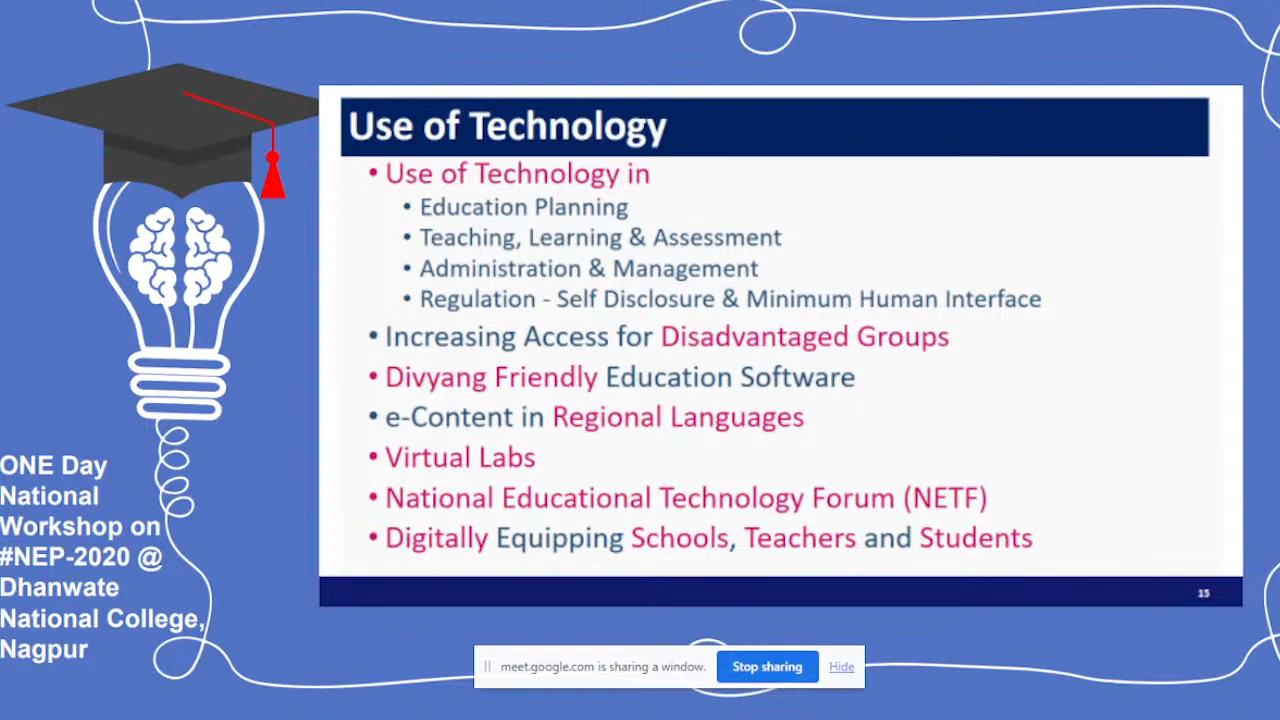 Use of Technology
• Use of Technology in
• Education Planning
• Teaching, Learning & Assessment
• Administration & Management
• Regulation - Self Disclosure & Minimum Human Interface
• Increasing Access for Disadvantaged Groups
• Divyang Friendly Education Software
• e-Content in Regional Languages
• Virtual Labs
• National Educational Technology Forum (NETF)
• Digitally Equipping Schools, Teachers and Students
15
ONE Day
National
Workshop on
#NEP-2020 @
Dhanwate
National College,
Nagpur
meet.google.com is sharing a window. Stop sharing Hide